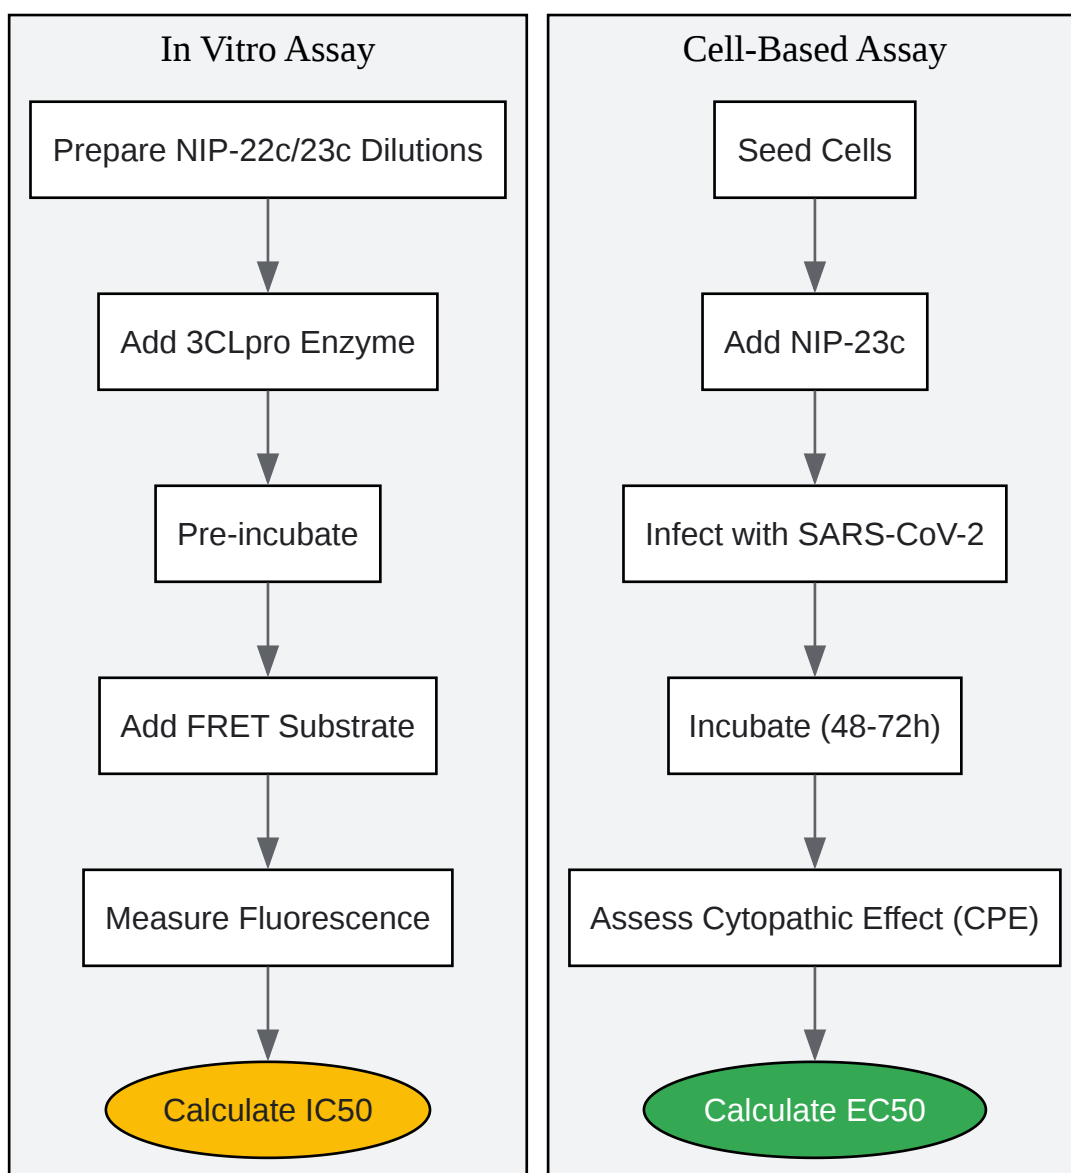 In Vitro Assay
Prepare NIP-22c/23c Dilutions
Add 3CLpro Enzyme
Pre-incubate
Add FRET Substrate
Measure Fluorescence
Calculate IC50
Cell-Based Assay
Seed Cells
Add NIP-23c
Infect with SARS-CoV-2
Incubate (48-72h)
Assess Cytopathic Effect (CPE)
Calculate EC50